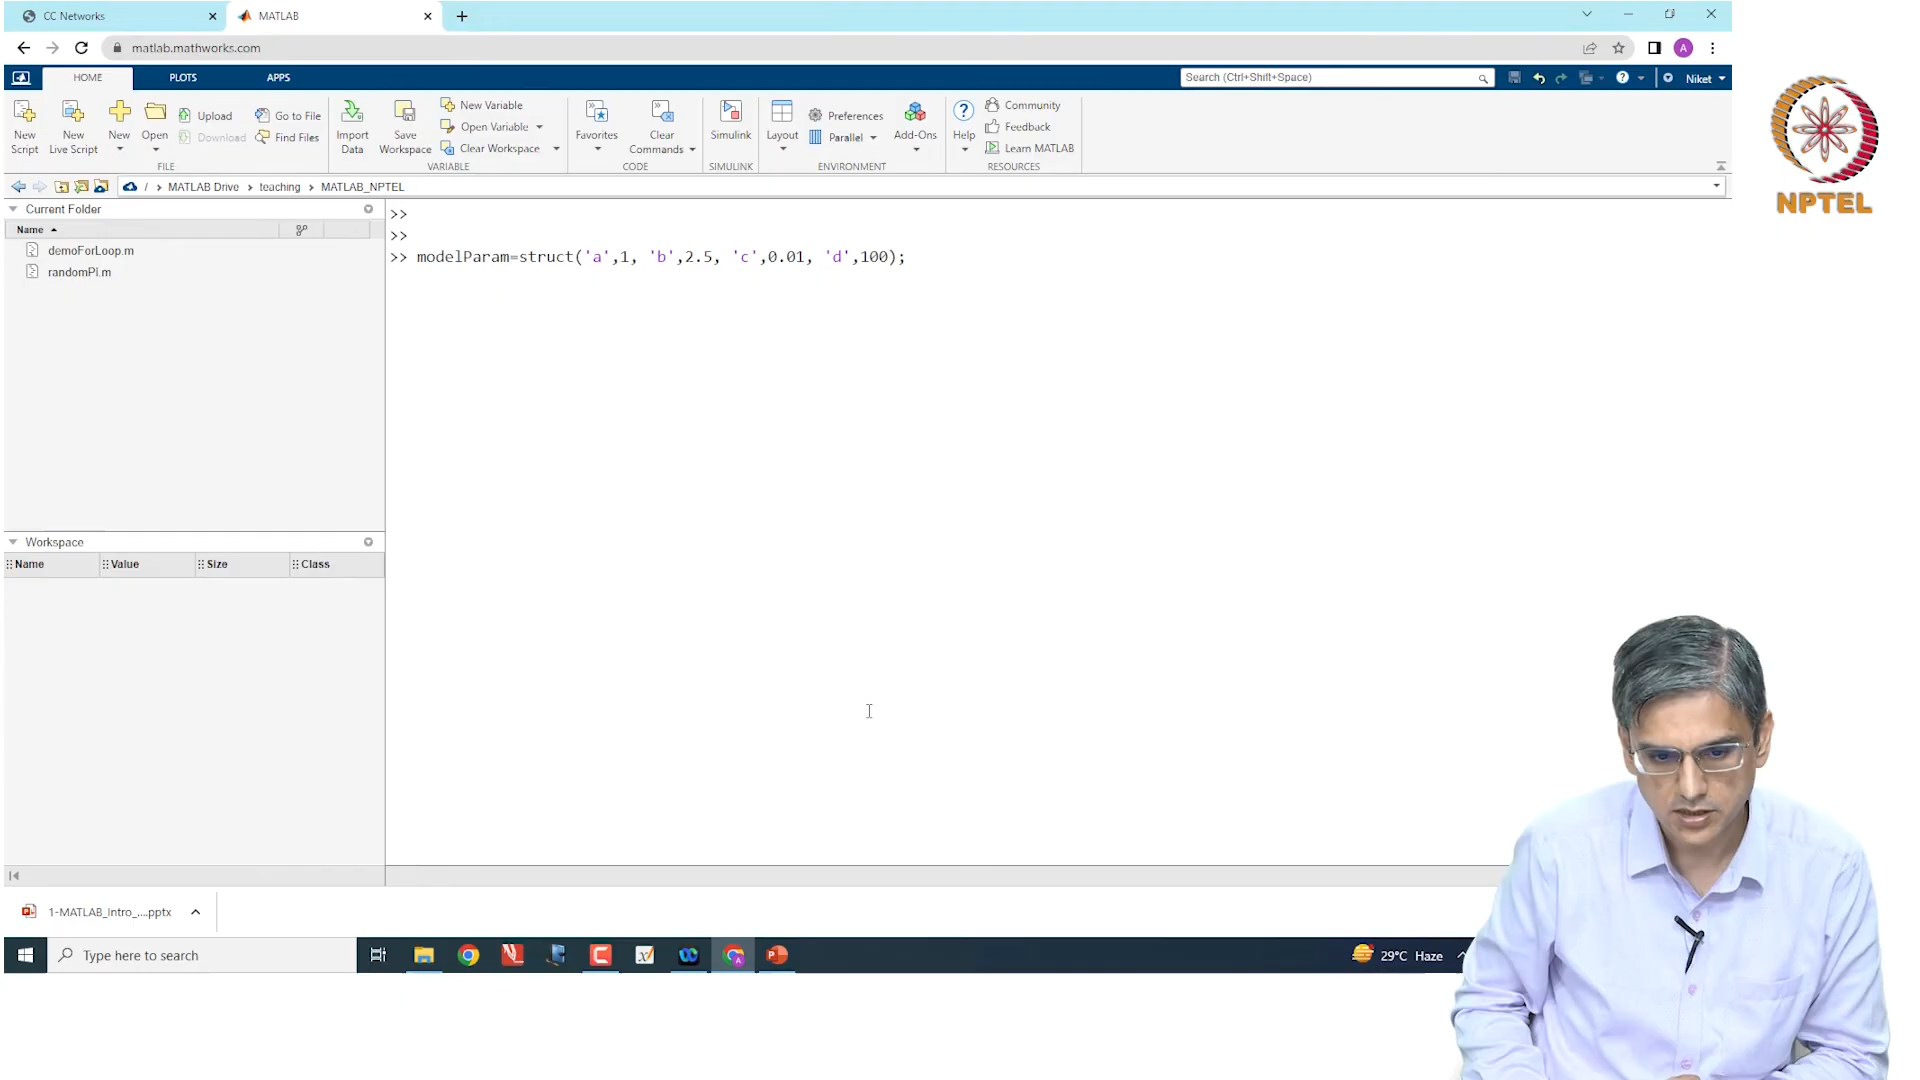 CC Networks
MATLAB
matlab.mathworks.com
A
HOME PLOTS APPS
Search (Ctrl+Shift+Space)
Niket
New Script
New Live Script
New
Open
Upload
Download
Go to File
Find Files
FILE
Import Data
Save Workspace
New Variable
Open Variable
Clear Workspace
VARIABLE
Favorites
Clear Commands
CODE
Simulink
SIMULINK
Layout
Preferences
Parallel
Add-Ons
ENVIRONMENT
Help
Community
Feedback
Learn MATLAB
RESOURCES
/ > MATLAB Drive > teaching > MATLAB_NPTEL
NPTEL
Current Folder
Name
demoForLoop.m
randomPI.m
>>
>>
>> modelParam=struct('a',1, 'b',2.5, 'c',0.01, 'd',100);
Workspace
Name Value Size Class
1-MATLAB_Intro_....pptx
Type here to search
29°C Haze